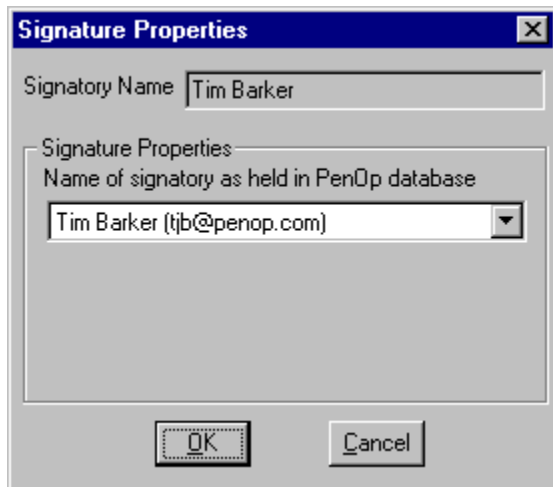 Signature Properties
Signatory Name Tim Barker
Signature Properties
Name of signatory as held in PenOp database
Tim Barker (tjb@penop.com)
OK Cancel